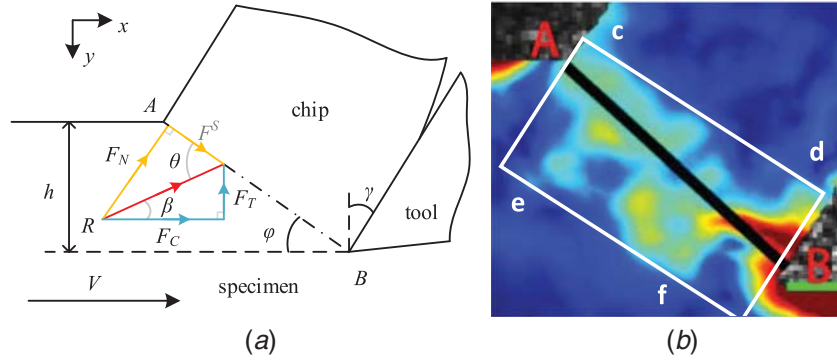 x
y
A
chip
F_N
F^S
θ
h
β
F_T
γ
tool
R
F_C
φ
B
V
specimen
(a)
A
c
d
e
B
f
(b)